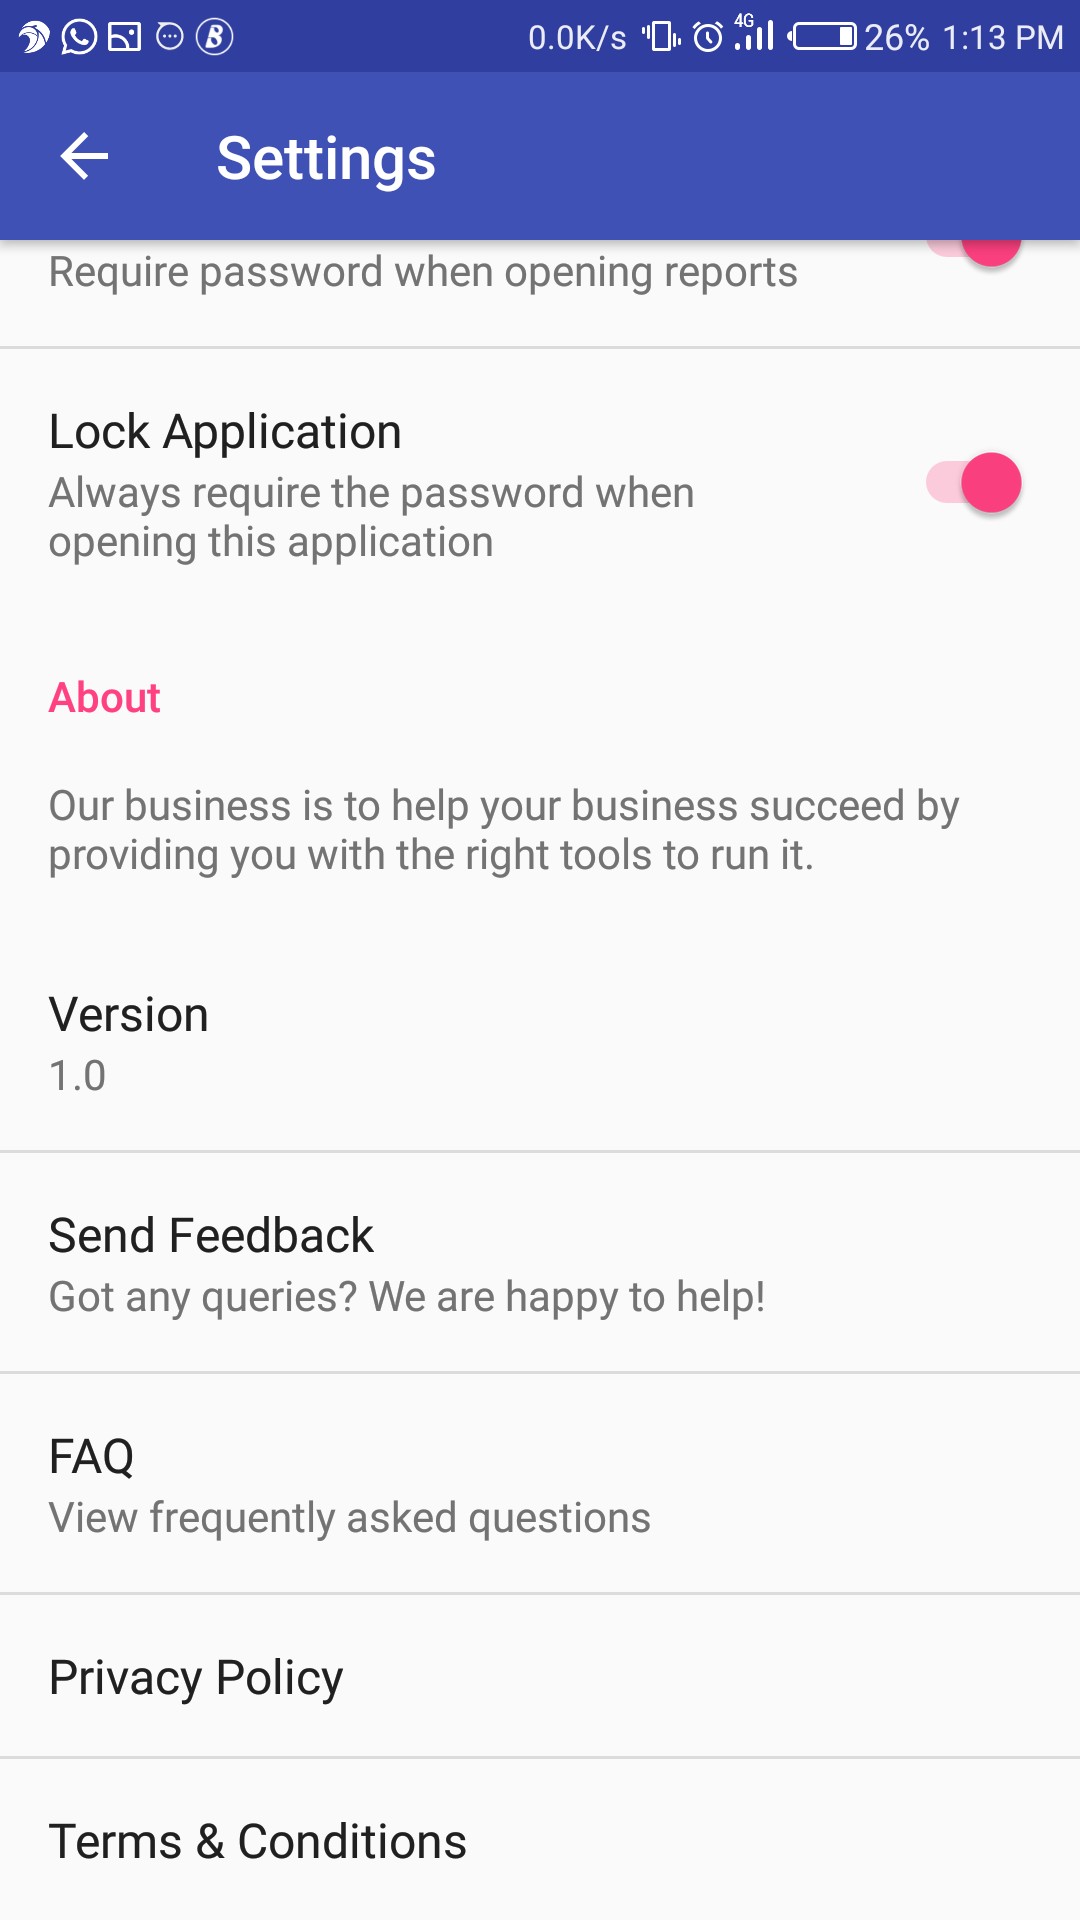 0.0K/s 4G 26% 1:13 PM
Settings
Require password when opening reports
Lock Application
Always require the password when
opening this application
About
Our business is to help your business succeed by
providing you with the right tools to run it.
Version
1.0
Send Feedback
Got any queries? We are happy to help!
FAQ
View frequently asked questions
Privacy Policy
Terms & Conditions